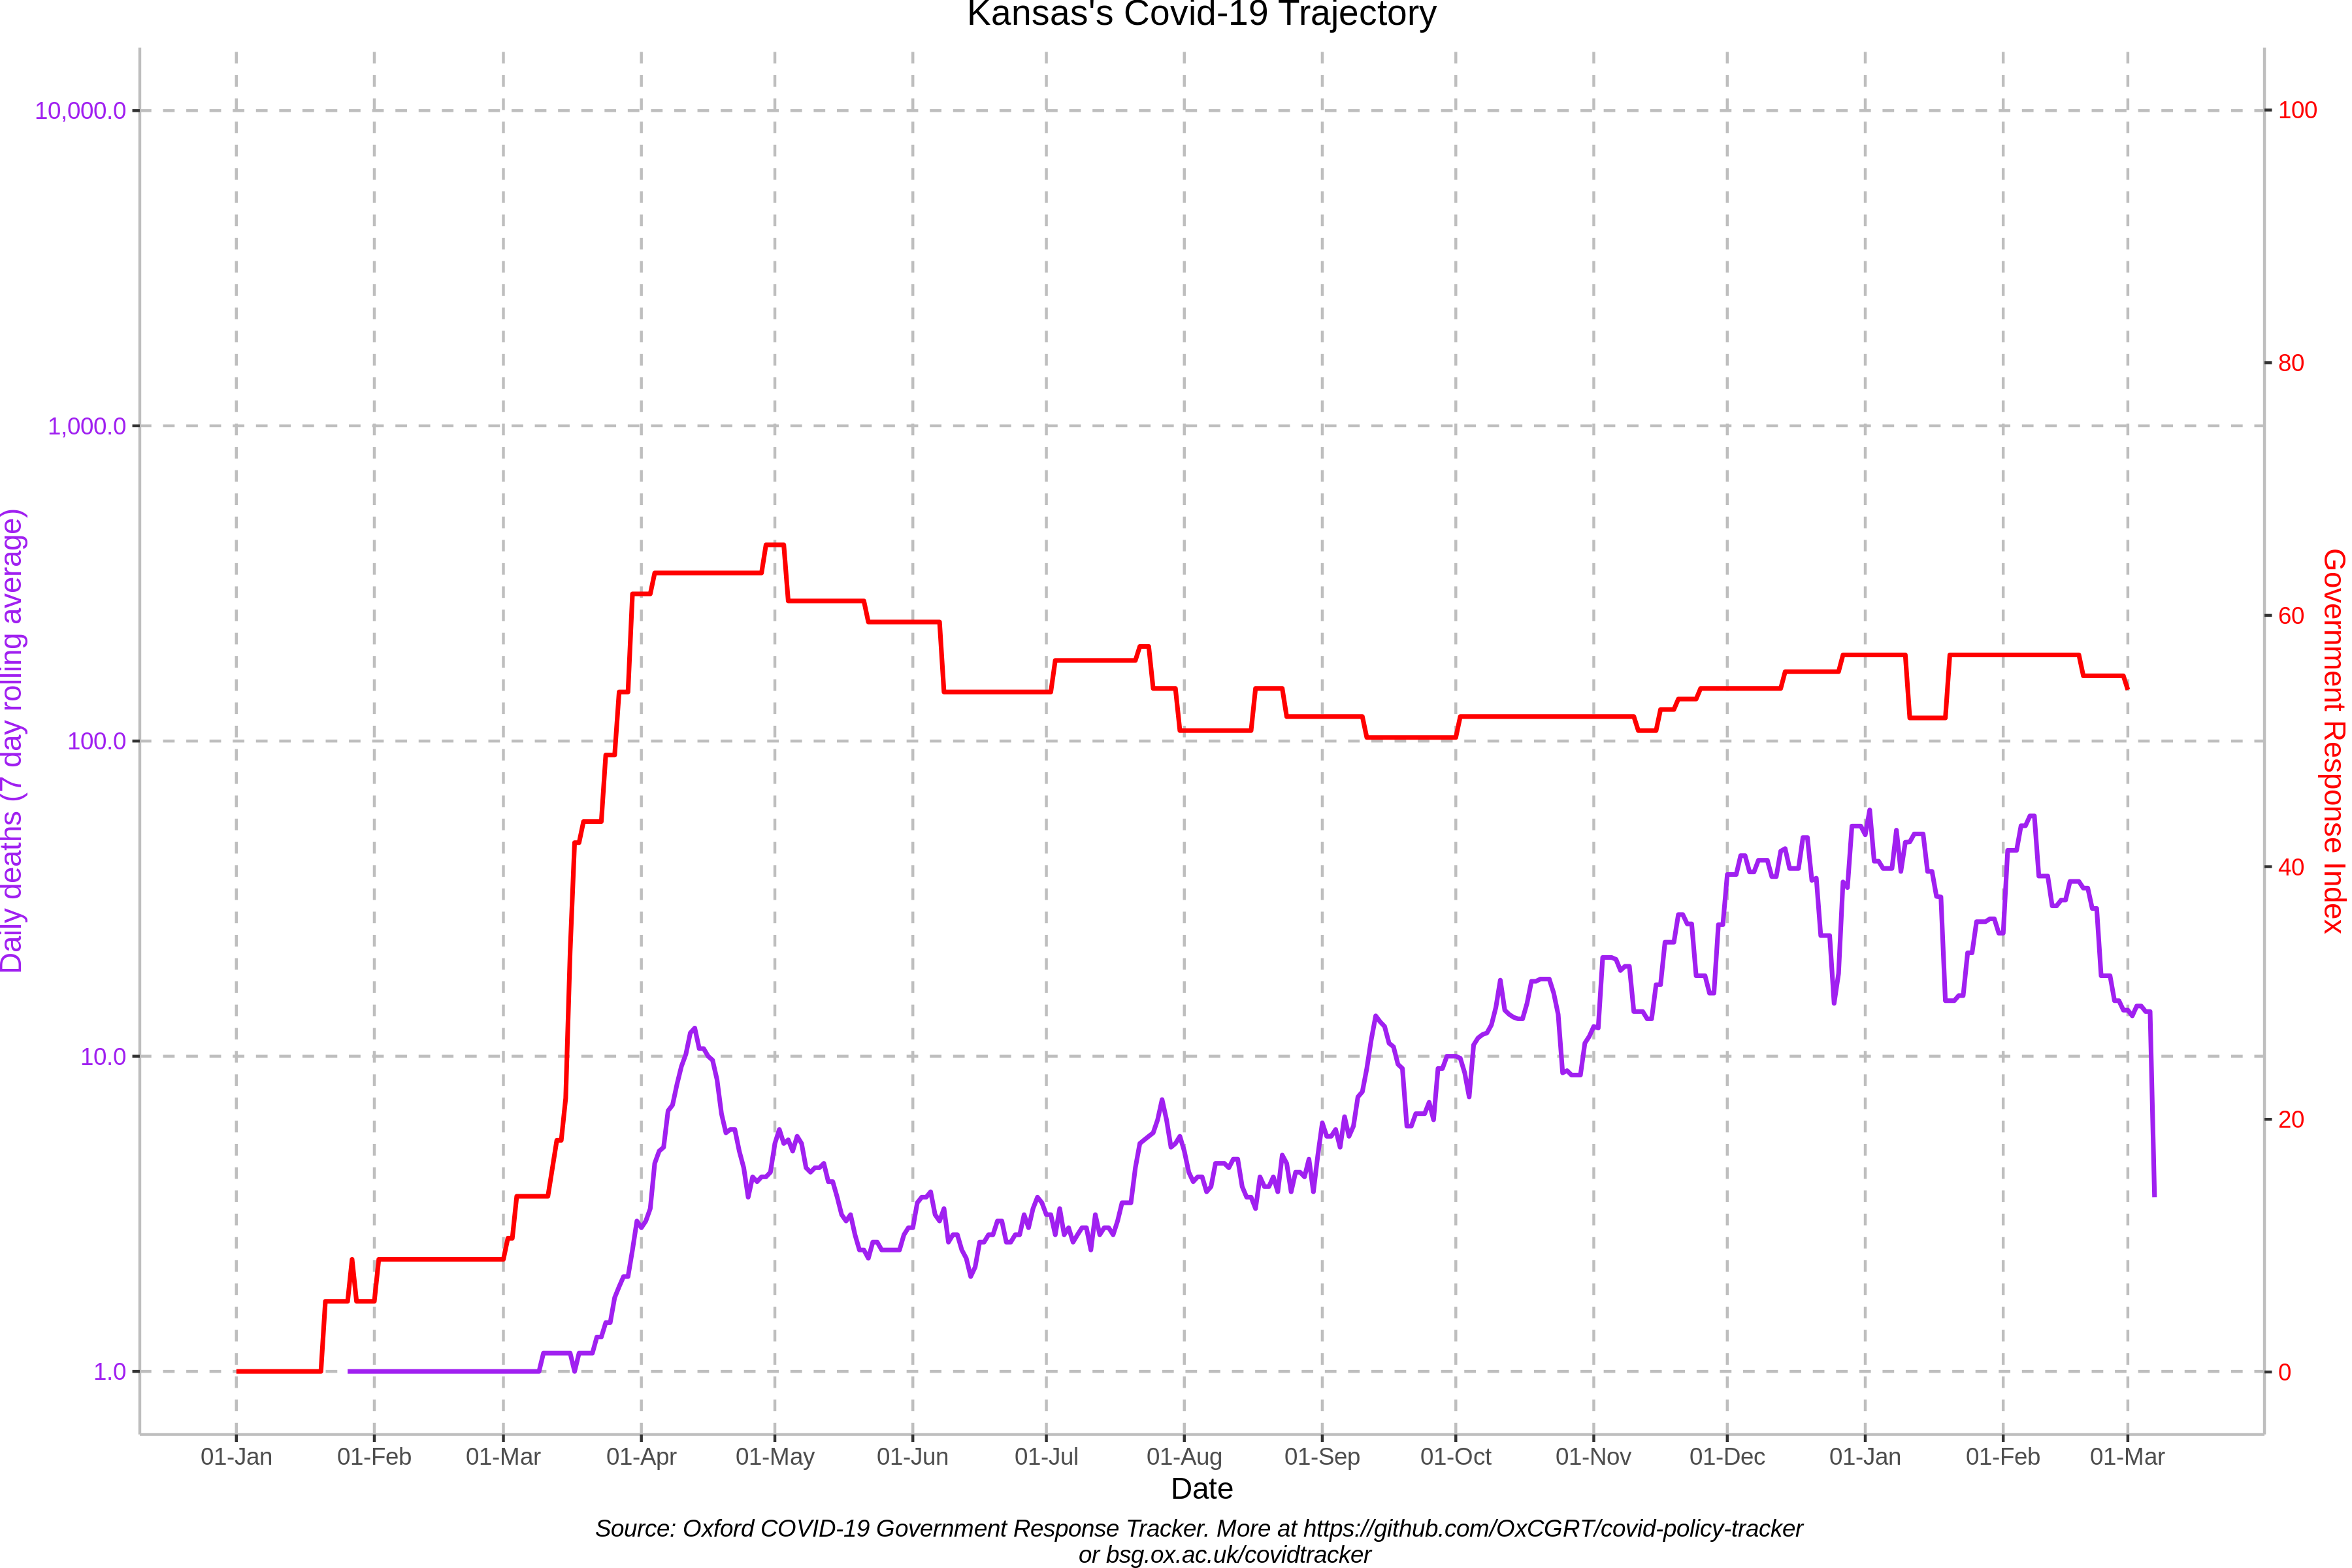 Kansas's Covid-19 Trajectory
Daily deaths (7 day rolling average)
10,000.0
1,000.0
100.0
10.0
1.0
100
80
60
40
20
0
Government Response Index
01-Jan 01-Feb 01-Mar 01-Apr 01-May 01-Jun 01-Jul 01-Aug 01-Sep 01-Oct 01-Nov 01-Dec 01-Jan 01-Feb 01-Mar
Date
Source: Oxford COVID-19 Government Response Tracker. More at https://github.com/OxCGRT/covid-policy-tracker
or bsg.ox.ac.uk/covidtracker